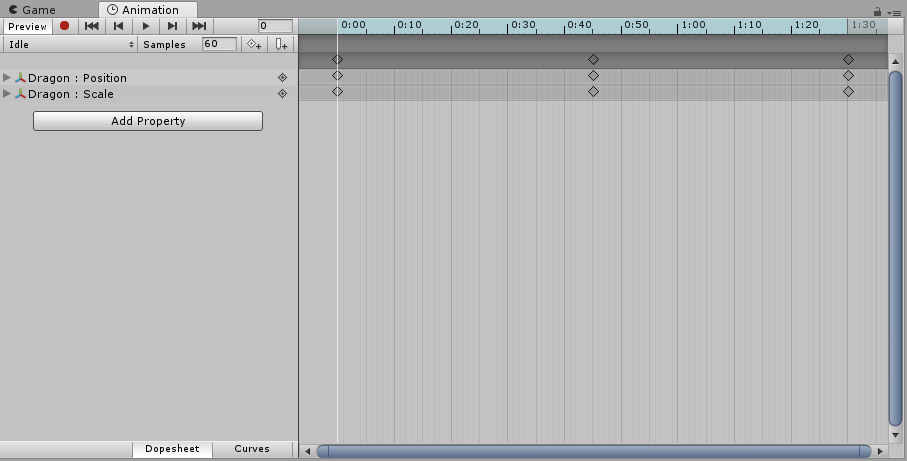 Game Animation
Preview 0 0:00 0:10 0:20 0:30 0:40 0:50 1:00 1:10 1:20 1:30
Idle Samples 60
Dragon : Position
Dragon : Scale
Add Property
Dopesheet Curves